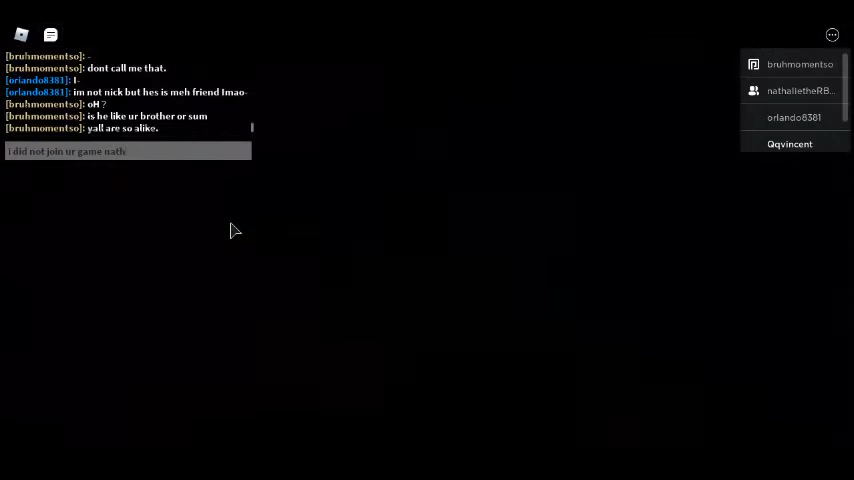 [bruhmomentso]: -
[bruhmomentso]: dont call me that.
[orlando8381]: I-
[orlando8381]: im not nick but hes is meh friend lmao-
[bruhmomentso]: oH ?
[bruhmomentso]: is he like ur brother or sum
[bruhmomentso]: yall are so alike.
I did not join ur game nath
bruhmomentso
nathalietheRB...
orlando8381
Qqvincent